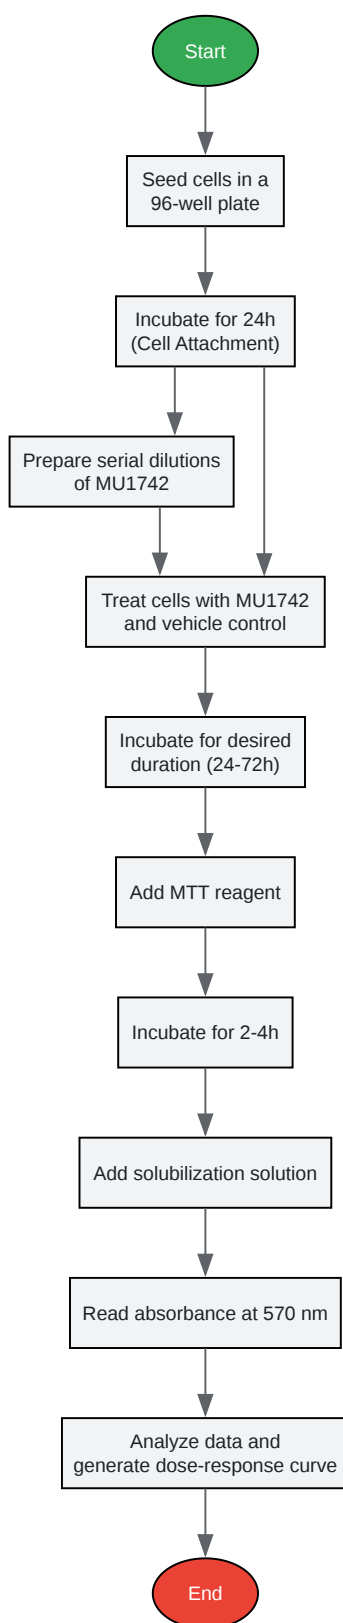 Start
Seed cells in a
96-well plate
Incubate for 24h
(Cell Attachment)
Prepare serial dilutions
of MU1742
Treat cells with MU1742
and vehicle control
Incubate for desired
duration (24-72h)
Add MTT reagent
Incubate for 2-4h
Add solubilization solution
Read absorbance at 570 nm
Analyze data and
generate dose-response curve
End